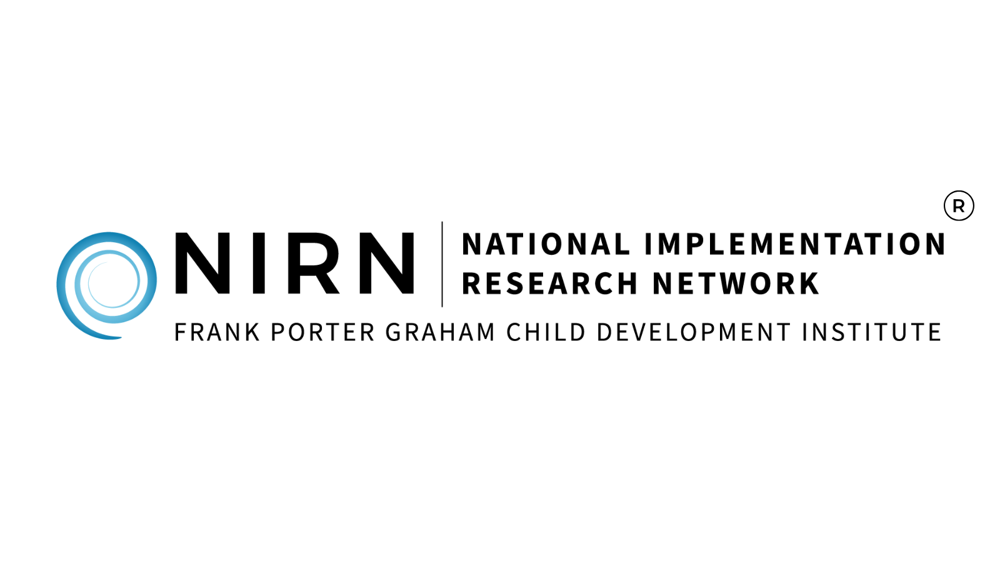 NIRN
NATIONAL IMPLEMENTATION
RESEARCH NETWORK
®
FRANK PORTER GRAHAM CHILD DEVELOPMENT INSTITUTE